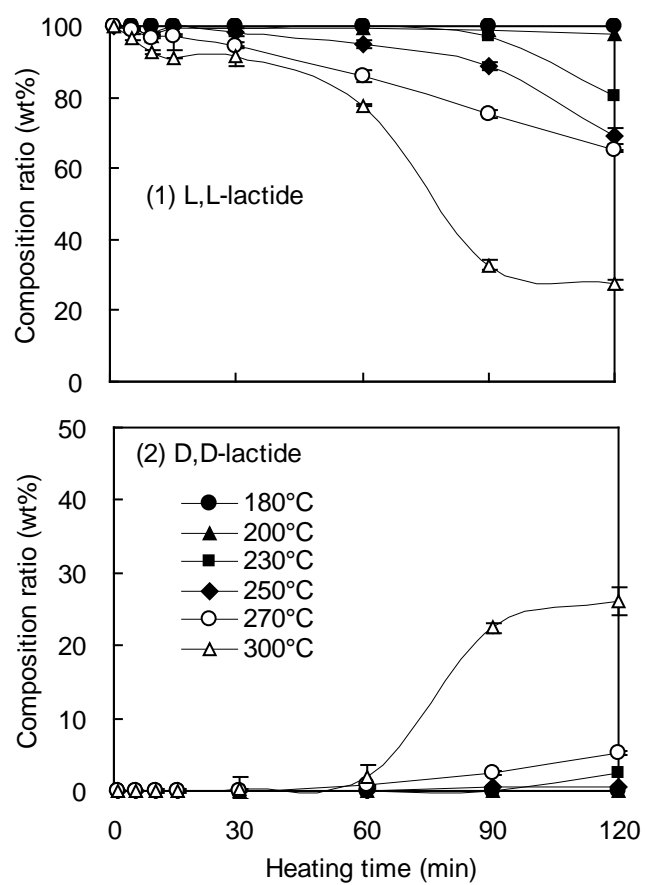 100
80
60
40
20
0
Composition ratio (wt%)
(1) L,L-lactide
50
40
30
20
10
0
Composition ratio (wt%)
(2) D,D-lactide
180°C
200°C
230°C
250°C
270°C
300°C
0 30 60 90 120
Heating time (min)